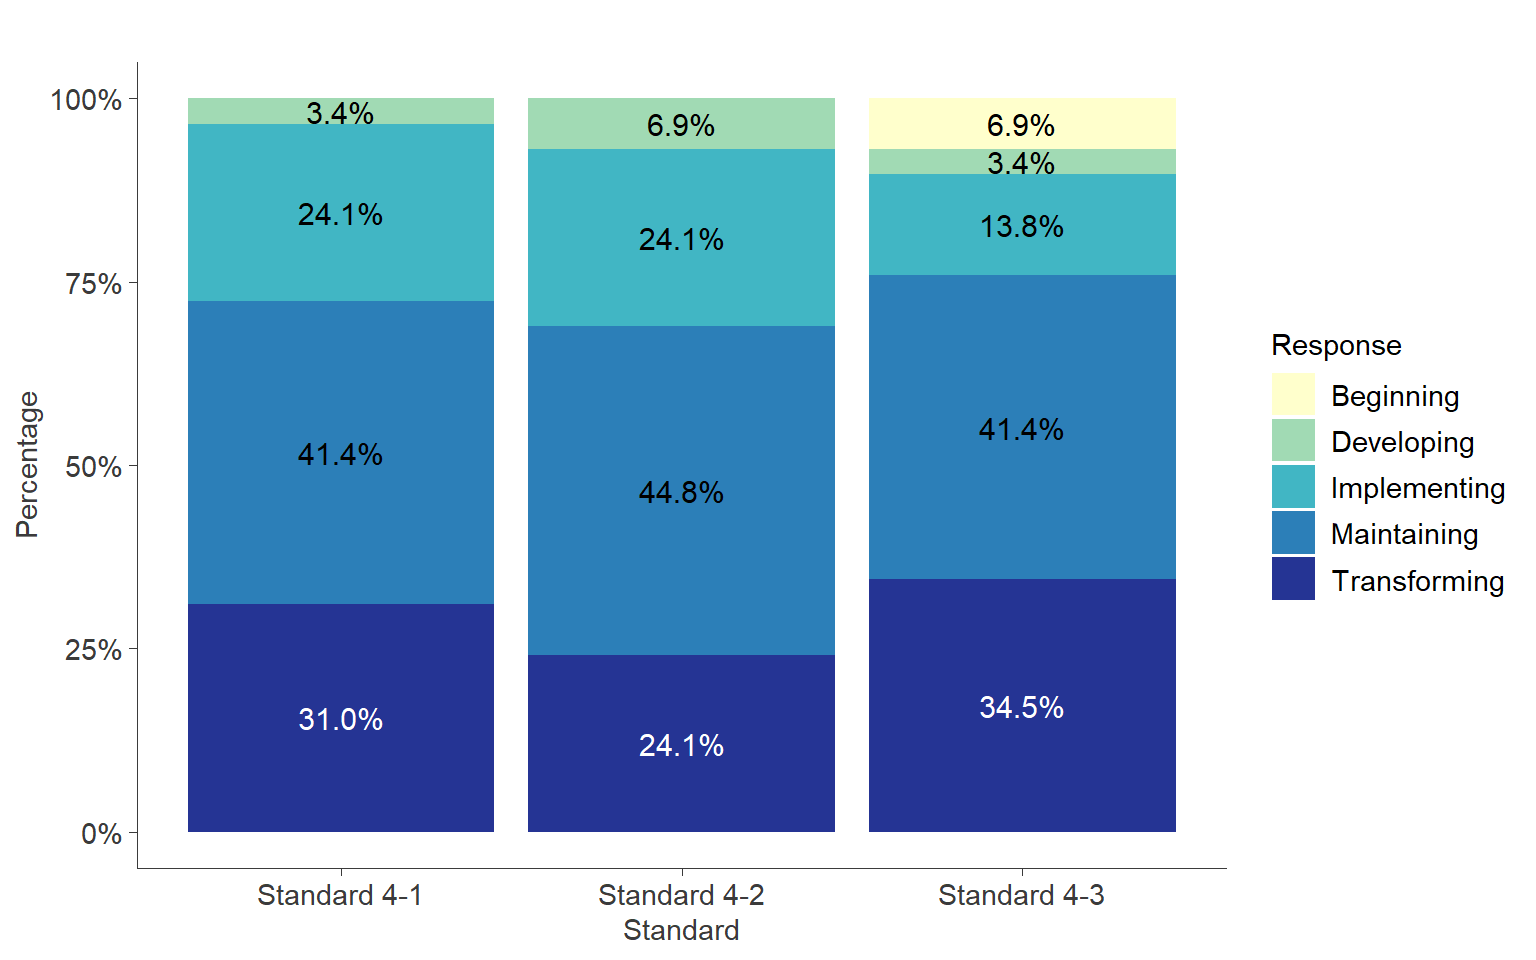 100%
75%
50%
25%
0%
Percentage
3.4%
24.1%
41.4%
31.0%
6.9%
24.1%
44.8%
24.1%
6.9%
3.4%
13.8%
41.4%
34.5%
Standard 4-1
Standard 4-2
Standard 4-3
Standard
Response
Beginning
Developing
Implementing
Maintaining
Transforming